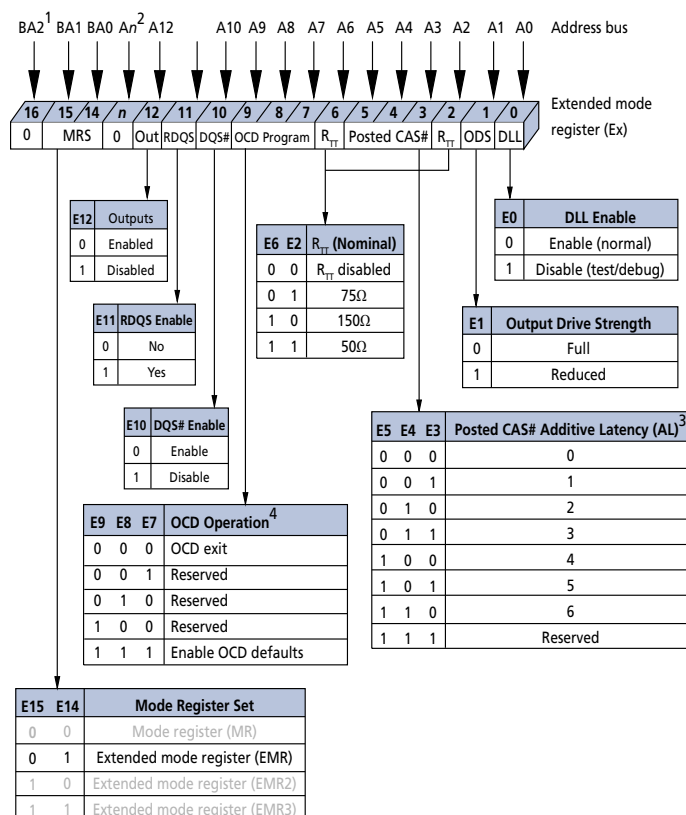 BA2¹ BA1 BA0 An² A12 A10 A9 A8 A7 A6 A5 A4 A3 A2 A1 A0 Address bus
16 15 14 n 12 11 10 9 8 7 6 5 4 3 2 1 0
Extended mode
register (Ex)
0 MRS 0 Out RDQS DQS# OCD Program RTT Posted CAS# RTT ODS DLL
E12 Outputs
0 Enabled
1 Disabled
E11 RDQS Enable
0 No
1 Yes
E10 DQS# Enable
0 Enable
1 Disable
E9 E8 E7 OCD Operation⁴
0 0 0 OCD exit
0 0 1 Reserved
0 1 0 Reserved
1 0 0 Reserved
1 1 1 Enable OCD defaults
E15 E14 Mode Register Set
0 0 Mode register (MR)
0 1 Extended mode register (EMR)
1 0 Extended mode register (EMR2)
1 1 Extended mode register (EMR3)
E6 E2 RTT (Nominal)
0 0 RTT disabled
0 1 75Ω
1 0 150Ω
1 1 50Ω
E0 DLL Enable
0 Enable (normal)
1 Disable (test/debug)
E1 Output Drive Strength
0 Full
1 Reduced
E5 E4 E3 Posted CAS# Additive Latency (AL)³
0 0 0 0
0 0 1 1
0 1 0 2
0 1 1 3
1 0 0 4
1 0 1 5
1 1 0 6
1 1 1 Reserved